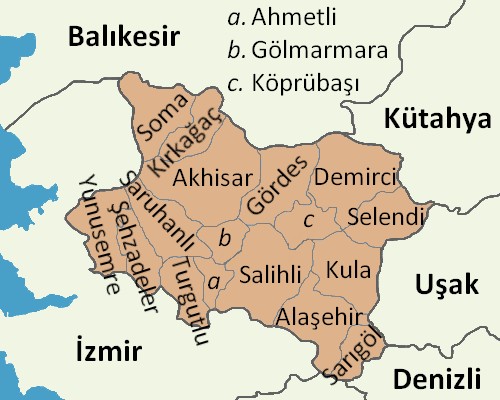 a. Ahmetli
Balıkesir
b. Gölmarmara
c. Köprübaşı
Soma
Kırkağaç
Kütahya
Akhisar
Gördes
Demirci
Yunusemre
Şehzadeler
Saruhanlı
c
Selendi
b
Turgutlu
a
Salihli
Kula
Uşak
Alaşehir
İzmir
Sarıgöl
Denizli